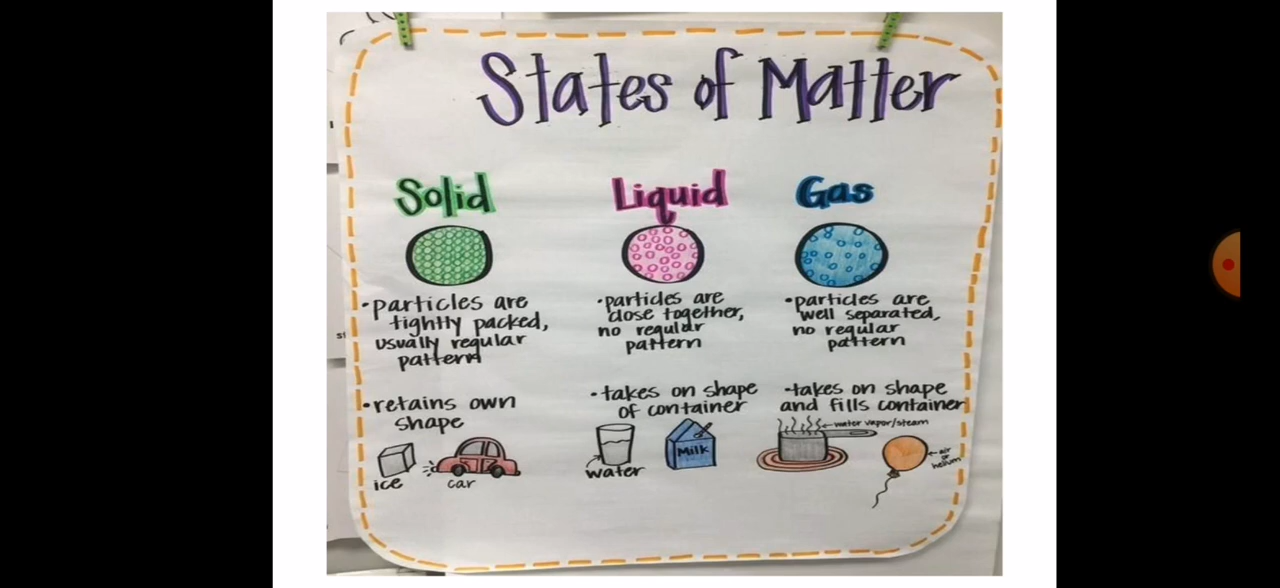 States of Matter
Solid
• particles are
tightly packed,
usually regular
pattern
• retains own
shape
ice
car
Liquid
• particles are
close together,
no regular
pattern
• takes on shape
of container
water
Milk
Gas
• particles are
well separated,
no regular
pattern
• takes on shape
and fills container
water vapor/steam
air
or
helium